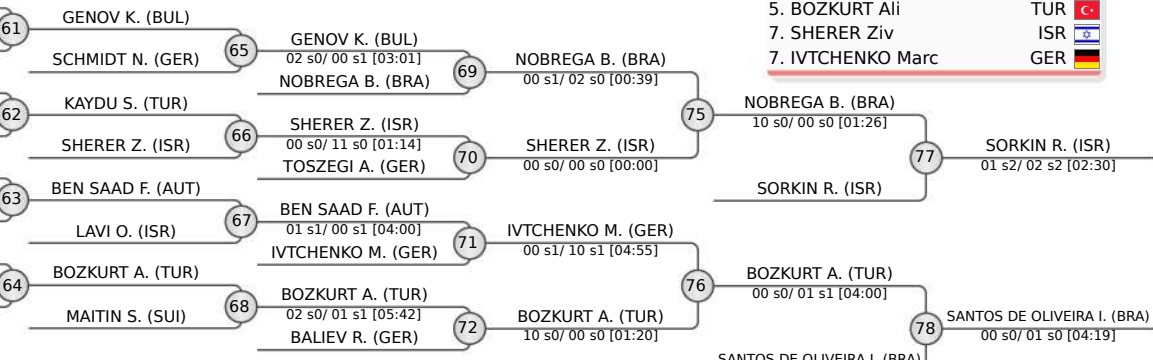 5. BOZKURT Ali TUR
7. SHERER Ziv ISR
7. IVTCHENKO Marc GER
61
GENOV K. (BUL)
SCHMIDT N. (GER)
65
GENOV K. (BUL)
02 s0/ 00 s1 [03:01]
NOBREGA B. (BRA)
69
NOBREGA B. (BRA)
00 s1/ 02 s0 [00:39]
62
KAYDU S. (TUR)
SHERER Z. (ISR)
66
SHERER Z. (ISR)
00 s0/ 11 s0 [01:14]
TOSZEGI A. (GER)
70
SHERER Z. (ISR)
00 s0/ 00 s0 [00:00]
75
NOBREGA B. (BRA)
10 s0/ 00 s0 [01:26]
SORKIN R. (ISR)
77
SORKIN R. (ISR)
01 s2/ 02 s2 [02:30]
63
BEN SAAD F. (AUT)
LAVI O. (ISR)
67
BEN SAAD F. (AUT)
01 s1/ 00 s1 [04:00]
IVTCHENKO M. (GER)
71
IVTCHENKO M. (GER)
00 s1/ 10 s1 [04:55]
64
BOZKURT A. (TUR)
MAITIN S. (SUI)
68
BOZKURT A. (TUR)
02 s0/ 01 s1 [05:42]
BALIEV R. (GER)
72
BOZKURT A. (TUR)
10 s0/ 00 s0 [01:20]
76
BOZKURT A. (TUR)
00 s0/ 01 s1 [04:00]
SANTOS DE OLIVEIRA I. (BRA)
78
SANTOS DE OLIVEIRA I. (BRA)
00 s0/ 01 s0 [04:19]